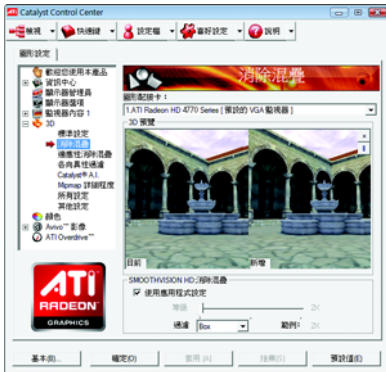 Catalyst Control Center
檢視
快速鍵
設定檔
喜好設定
說明
圖形設定
歡迎您使用本產品
資訊中心
顯示器管理員
顯示器選項
監視器內容 1
3D
標準設定
消除混疊
適應性消除混疊
各向異性過濾
Catalyst® A.I.
Mipmap 詳細程度
所有設定
其他設定
顏色
Avivo™ 影像
ATI Overdrive™
ATI
RADEON
GRAPHICS
消除混疊
圖形配接卡:
1.ATI Radeon HD 4770 Series [ 預設的 VGA 監視器 ]
3D 預覽
目前
新增
SMOOTHVISION HD:消除混疊
使用應用程式設定
等級
2X
過濾
Box
範例:
2X
基本(B)...
確定(O)
套用 (A)
捨棄(S)
預設值(E)